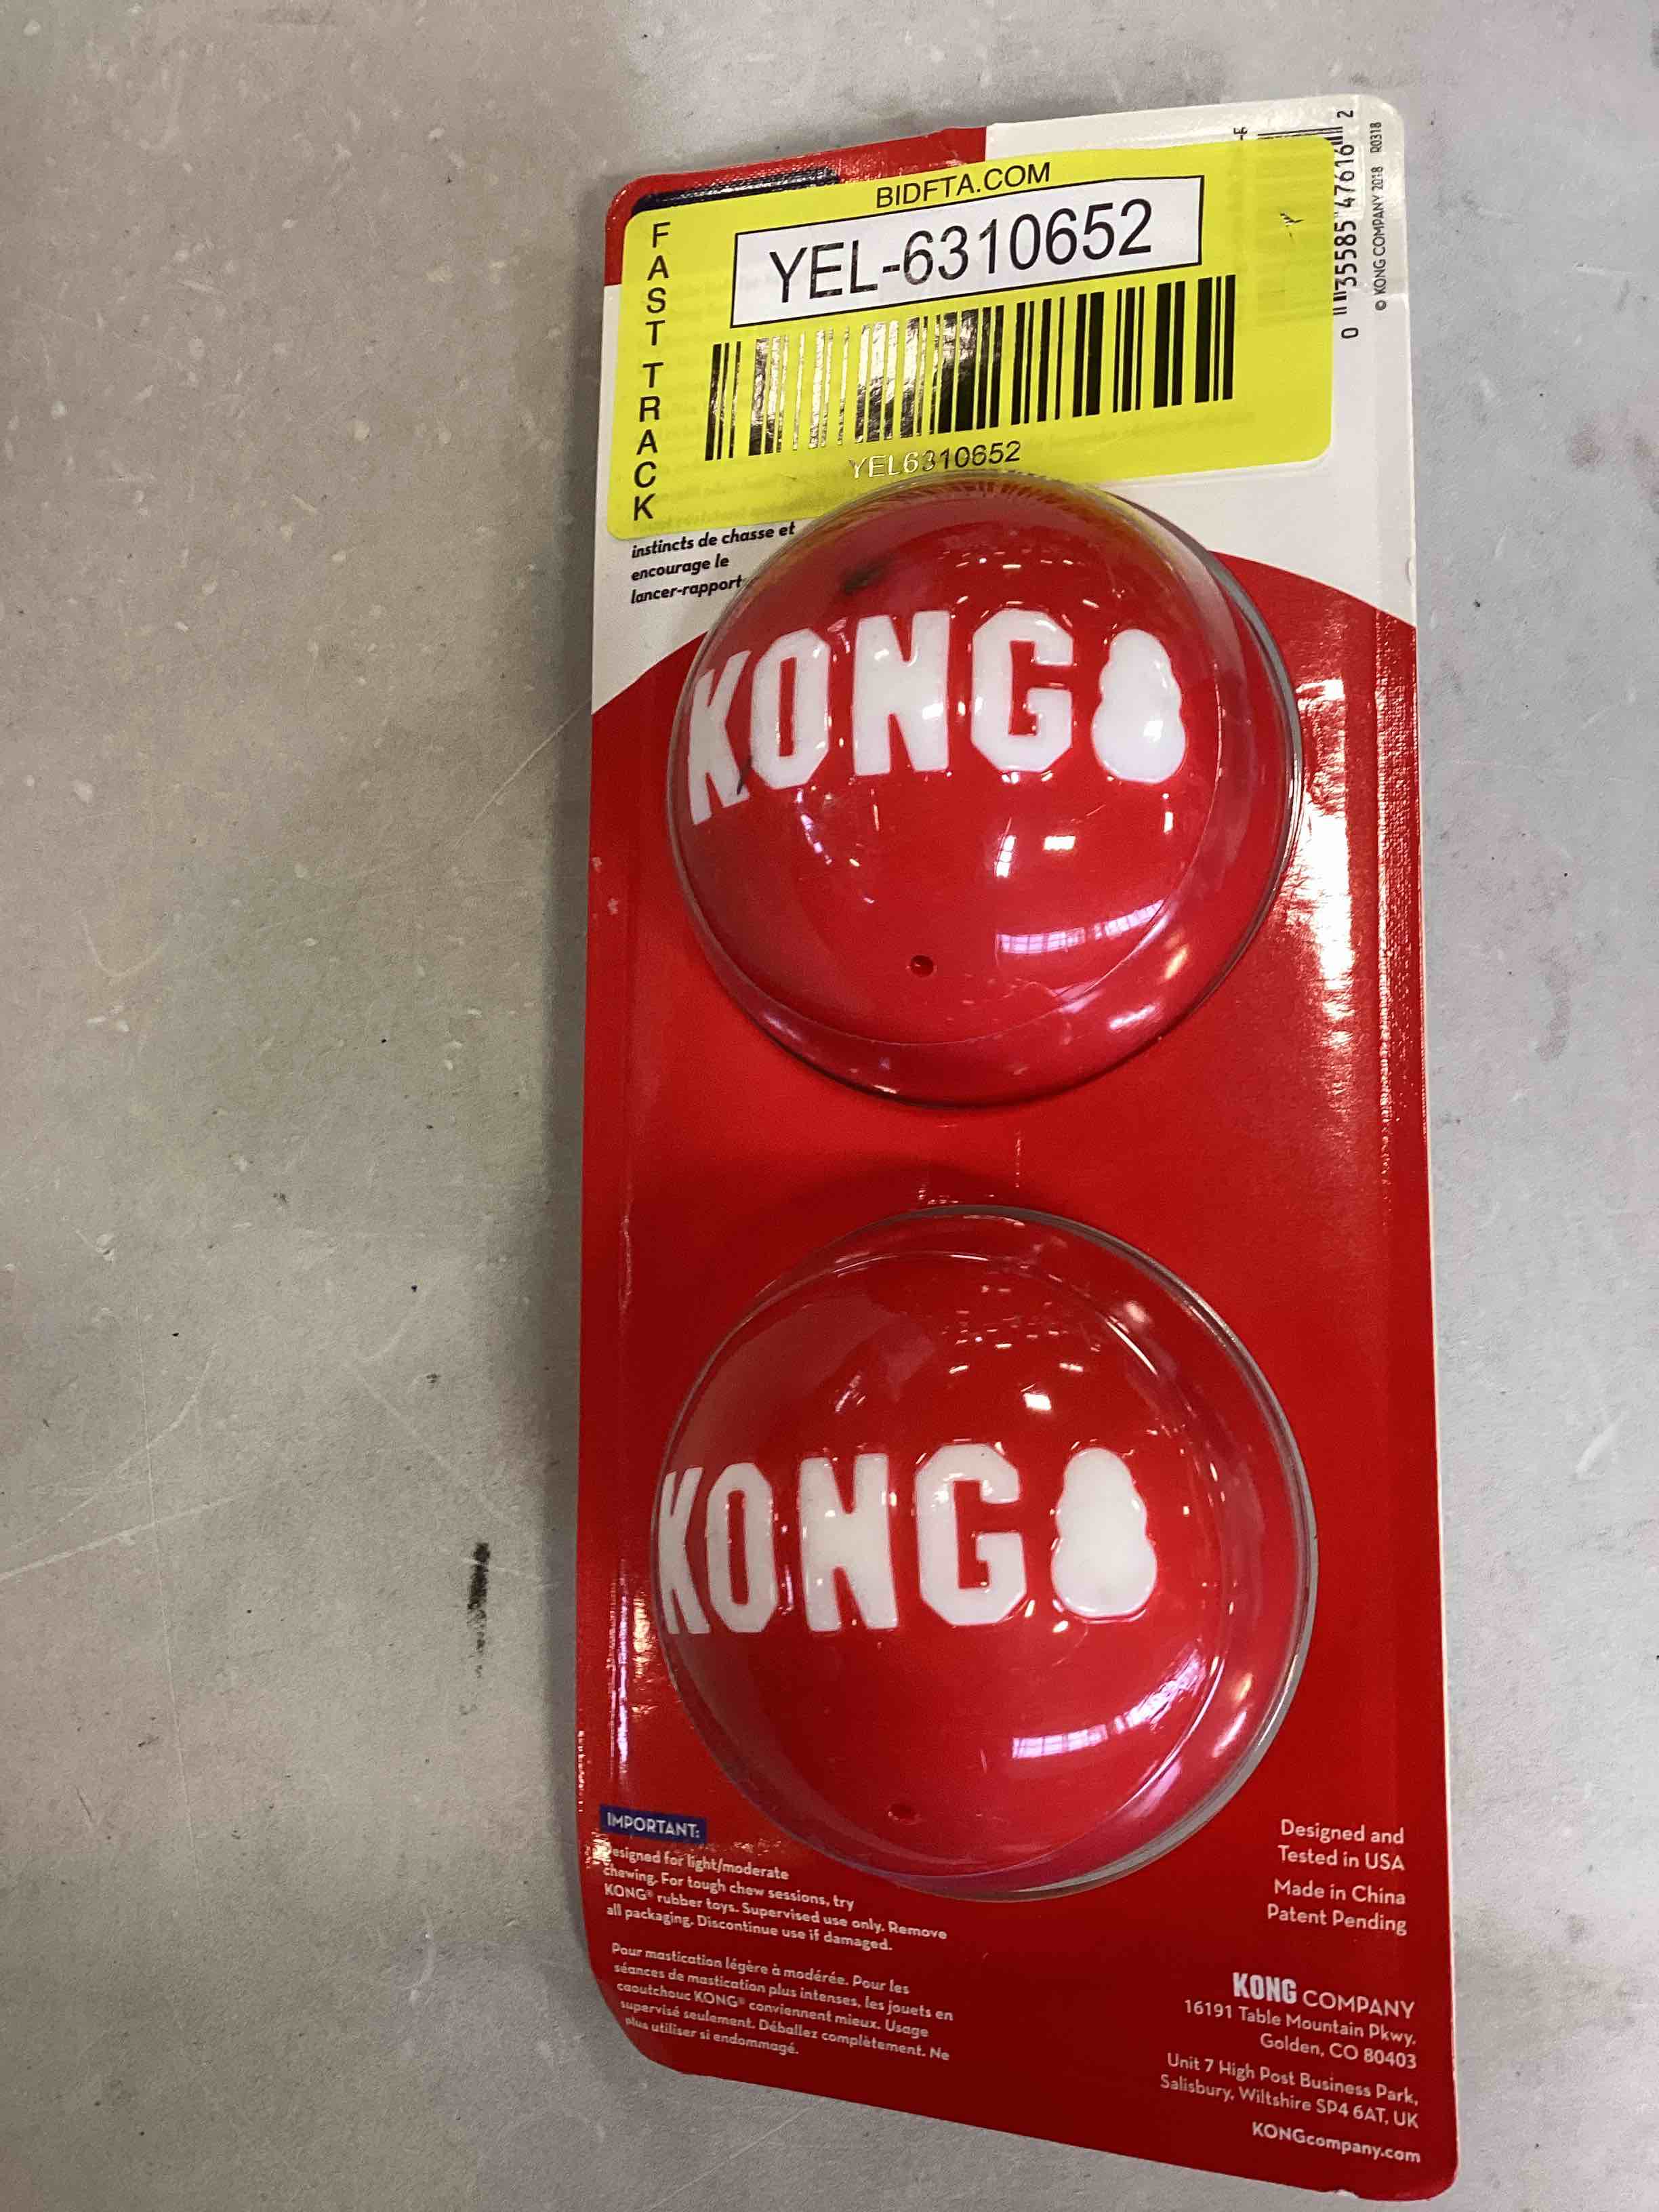 BIDFTA.COM
FAST TRACK
YEL-6310652
YEL6310652
0 35585 47616 2
© KONG COMPANY 2018 R0318
instincts de chasse et
encourage le
lancer-rapport
KONG
KONG
IMPORTANT:
Designed for light/moderate
chewing. For tough chew sessions, try
KONG® rubber toys. Supervised use only. Remove
all packaging. Discontinue use if damaged.
Pour mastication légère à modérée. Pour les
séances de mastication plus intenses, les jouets en
caoutchouc KONG® conviennent mieux. Usage
supervisé seulement. Déballez complètement. Ne
plus utiliser si endommagé.
Designed and
Tested in USA
Made in China
Patent Pending
KONG COMPANY
16191 Table Mountain Pkwy,
Golden, CO 80403
Unit 7 High Post Business Park,
Salisbury, Wiltshire SP4 6AT, UK
KONGcompany.com